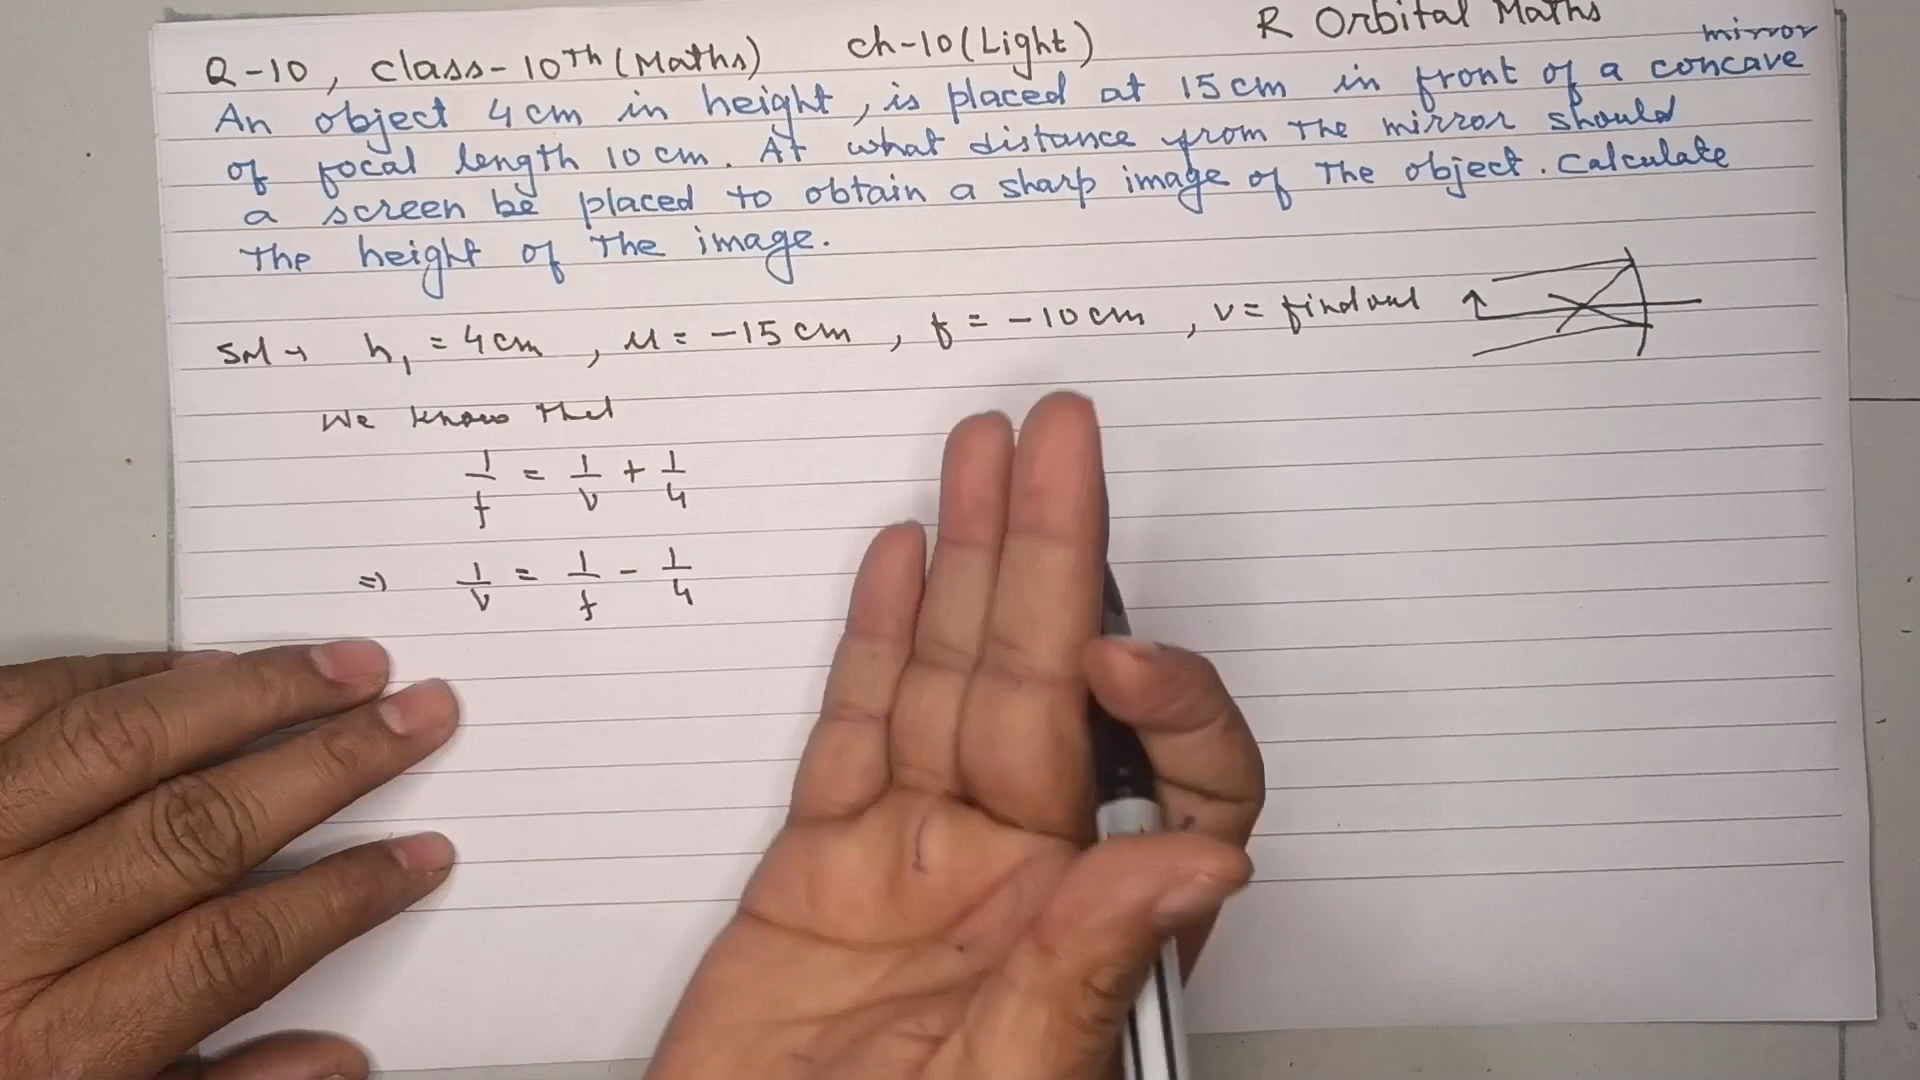 Q-10, class-10Th (Maths) ch-10 (Light) R Orbital Maths
An object 4 cm in height, is placed at 15 cm in front of a concave mirror
of focal length 10 cm. At what distance from the mirror should
a screen be placed to obtain a sharp image of the object. Calculate
the height of the image.
h₁ = 4 cm, u = -15 cm, f = -10 cm, v = find out
We know that
1/f = 1/v + 1/u
=) 1/v = 1/f - 1/u